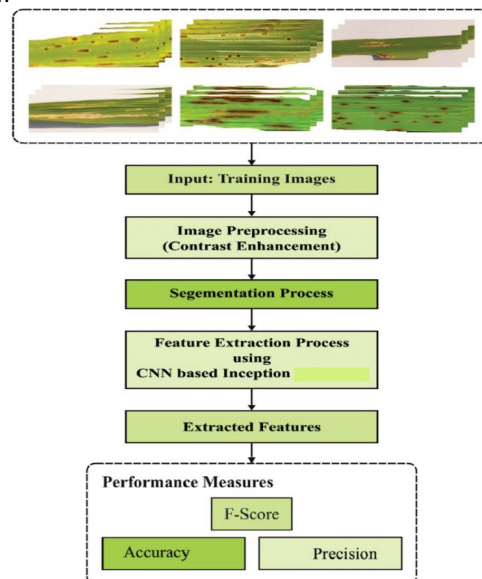 Input: Training Images
Image Preprocessing
(Contrast Enhancement)
Segementation Process
Feature Extraction Process
using
CNN based Inception
Extracted Features
Performance Measures
F-Score
Accuracy
Precision